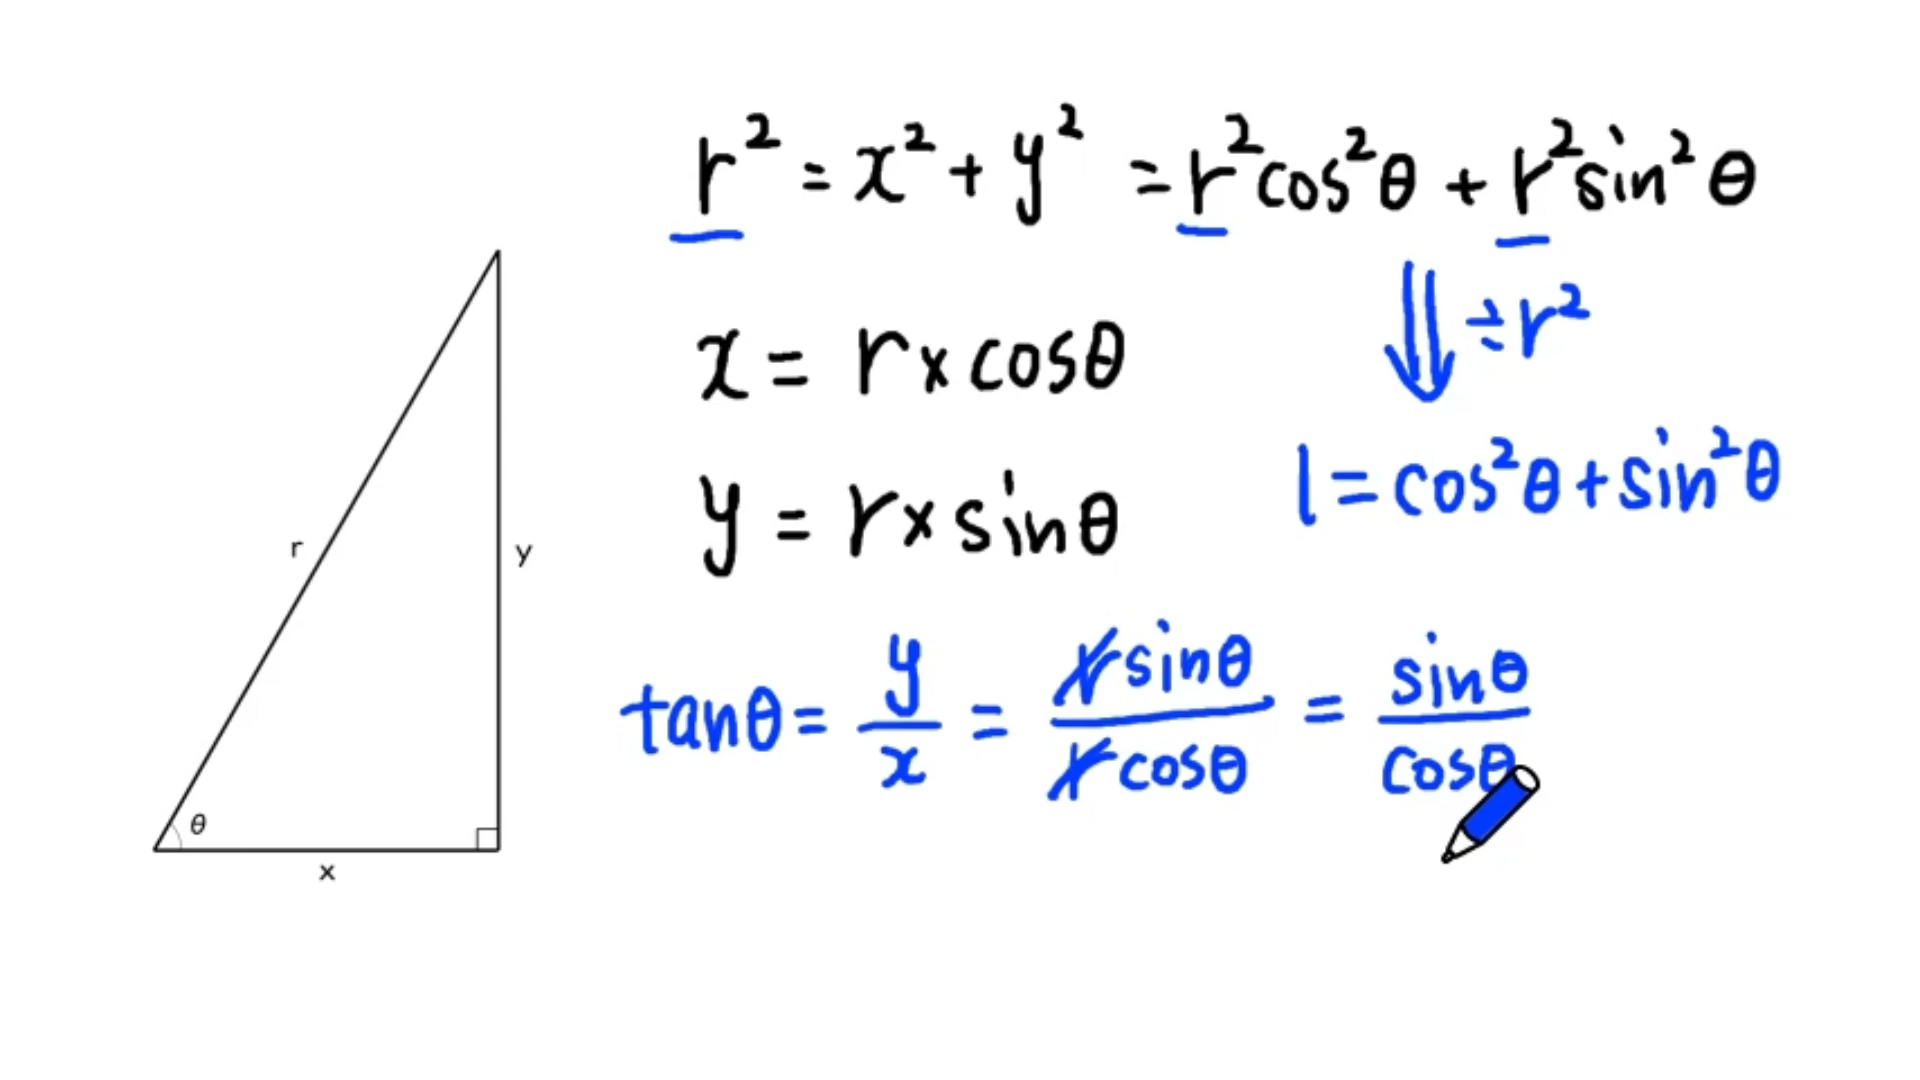 r² = x² + y² = r²cos²θ + r²sin²θ
÷r²
x = r×cosθ
1 = cos²θ + sin²θ
y = r×sinθ
r
y
tanθ = y/x = rsinθ/rcosθ = sinθ/cosθ
θ
x